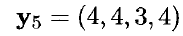 y₅ = (4, 4, 3, 4)